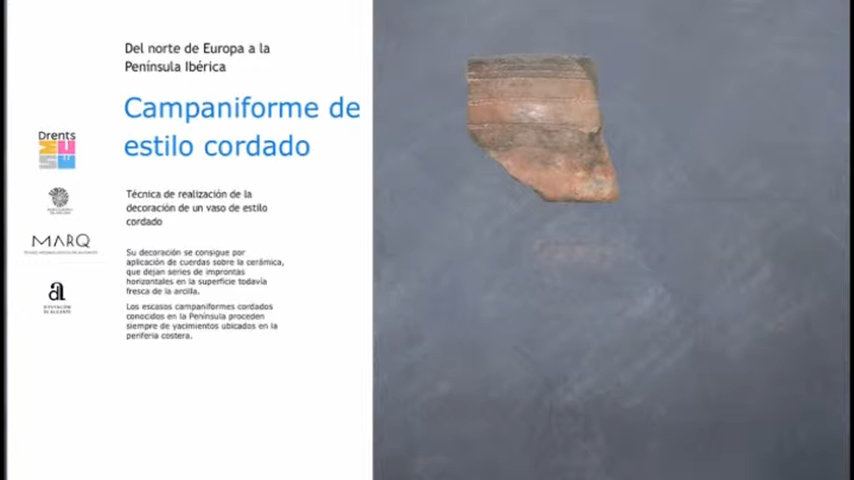 Del norte de Europa a la
Península Ibérica
Campaniforme de
estilo cordado
Drents
MARQ
DIPUTACIÓN
DE ALICANTE
Técnica de realización de la
decoración de un vaso de estilo
cordado
Su decoración se consigue por
aplicación de cuerdas sobre la cerámica,
que dejan series de improntas
horizontales en la superficie todavía
fresca de la arcilla.
Los escasos campaniformes cordados
conocidos en la Península proceden
siempre de yacimientos ubicados en la
periferia costera.